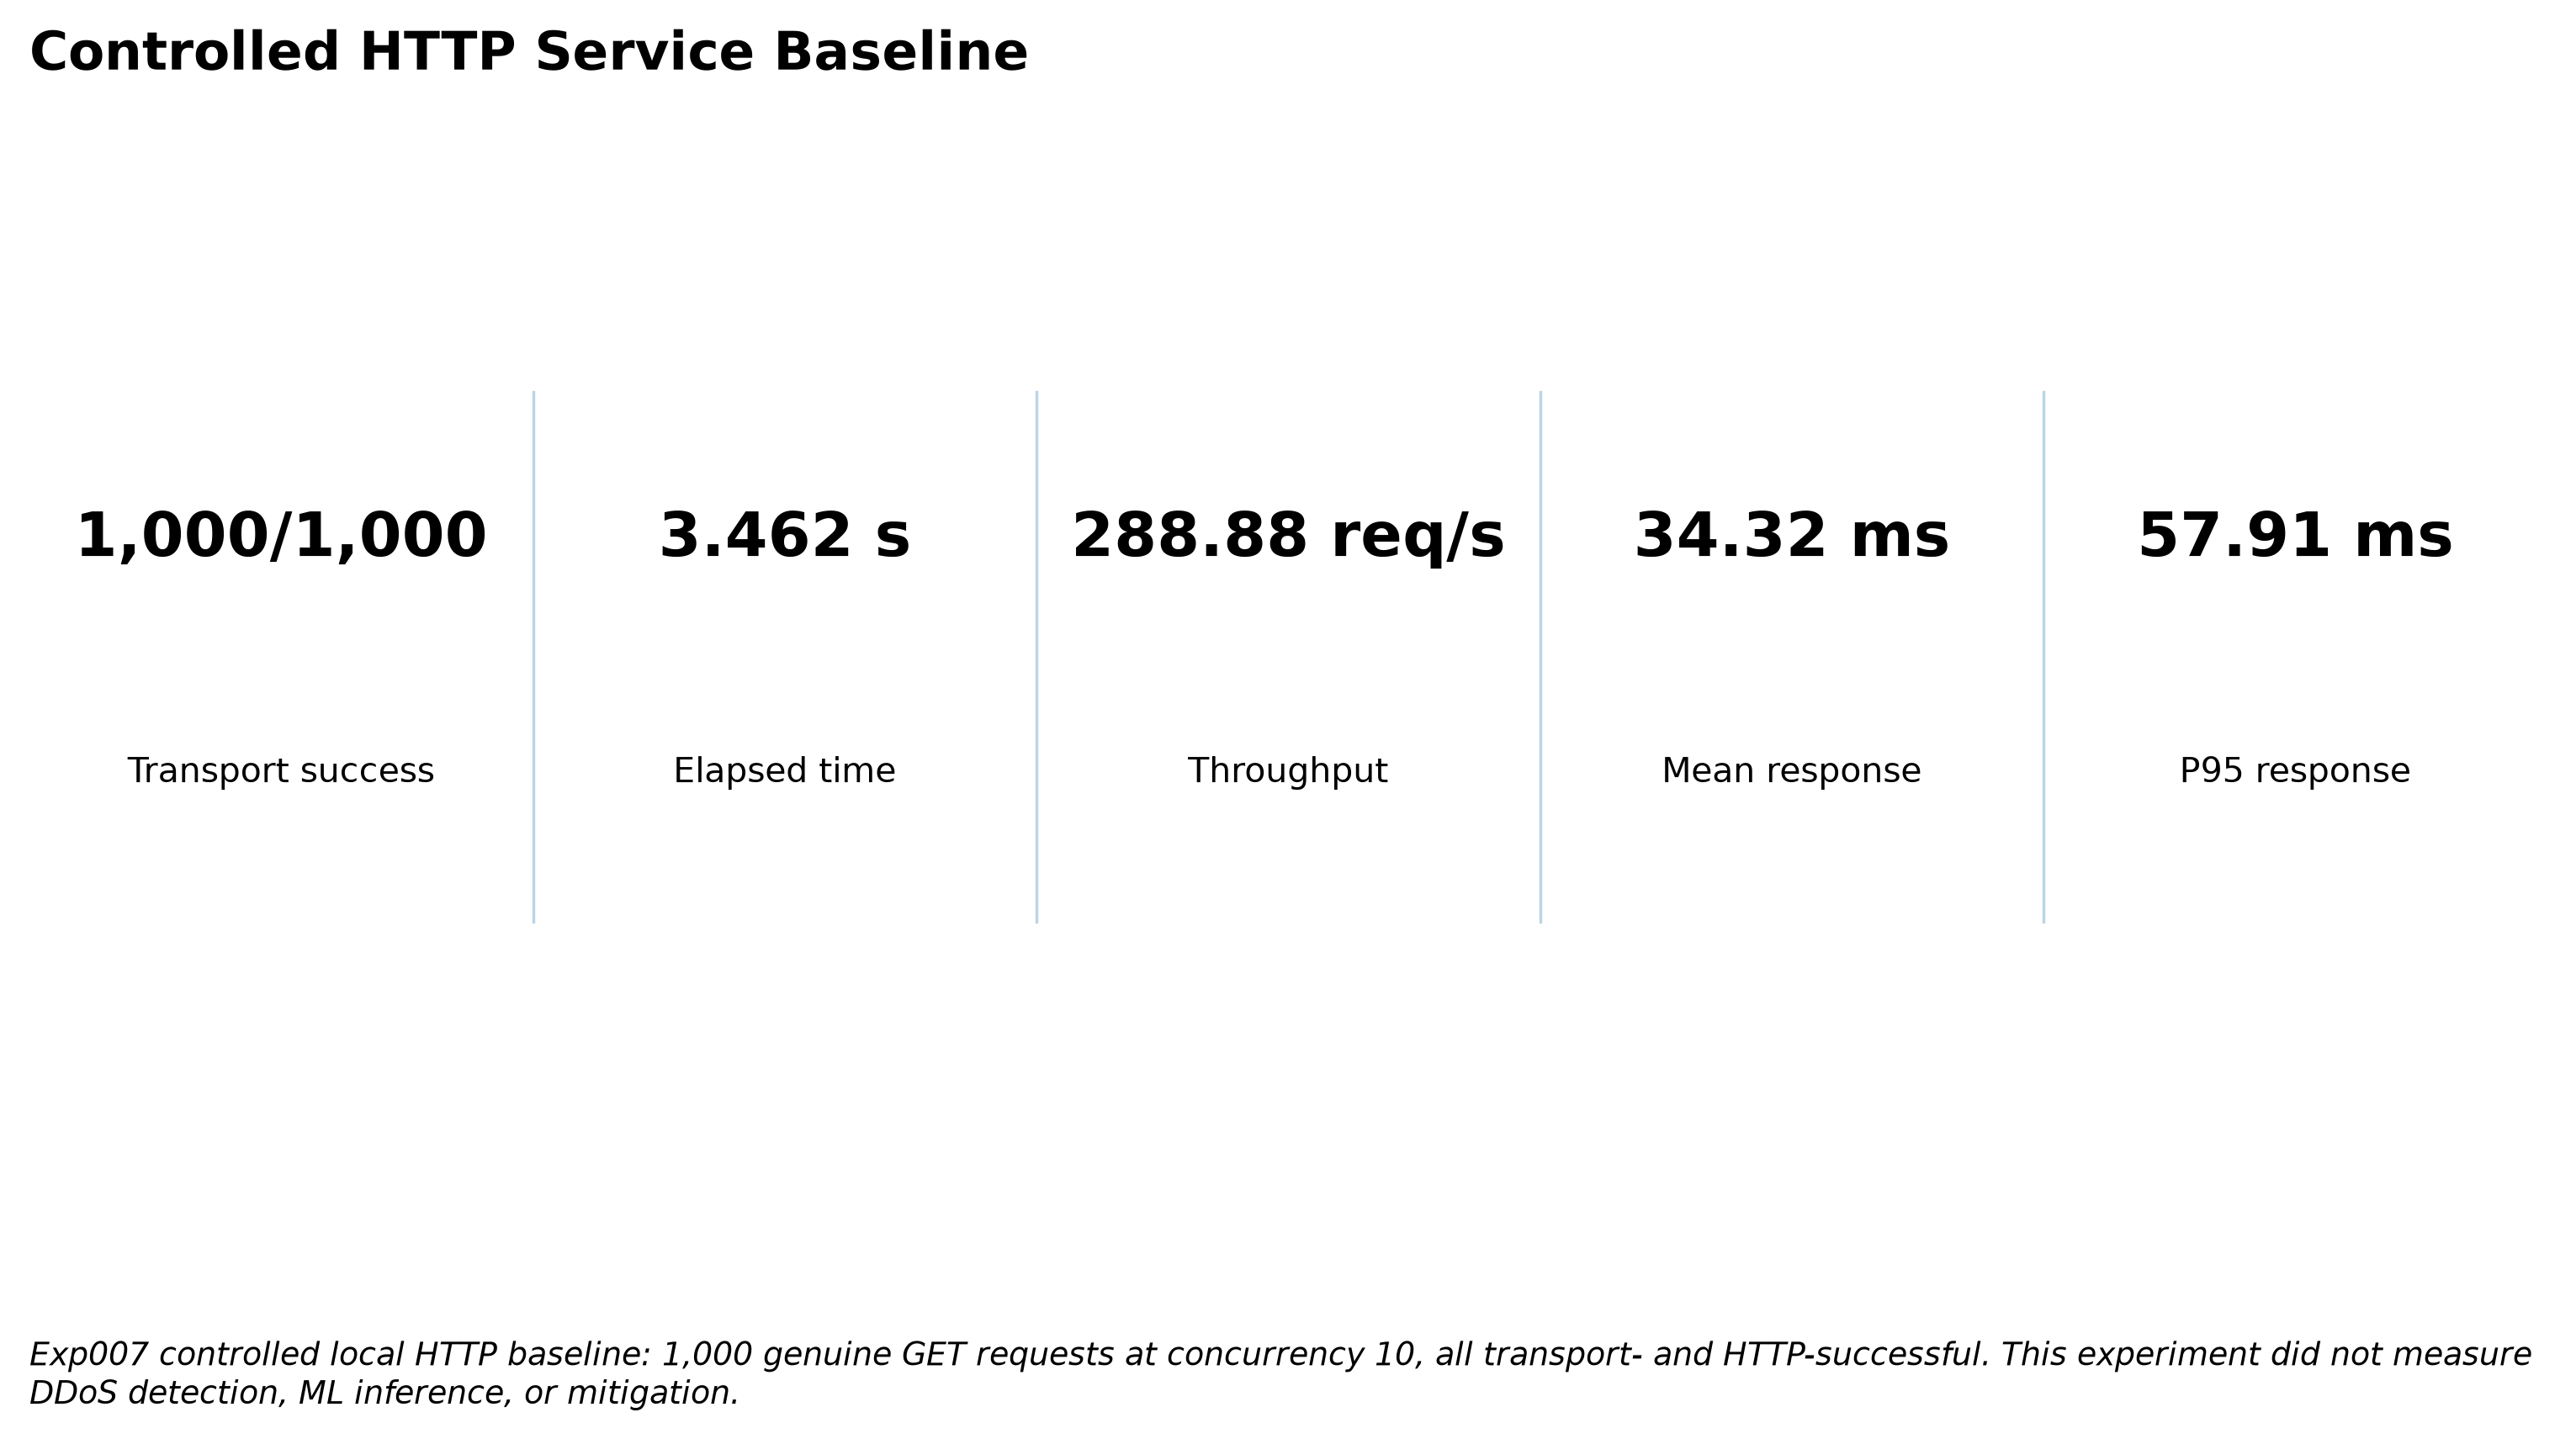 Controlled HTTP Service Baseline
1,000/1,000
3.462 s
288.88 req/s
34.32 ms
57.91 ms
Transport success
Elapsed time
Throughput
Mean response
P95 response
Exp007 controlled local HTTP baseline: 1,000 genuine GET requests at concurrency 10, all transport- and HTTP-successful. This experiment did not measure
DDoS detection, ML inference, or mitigation.